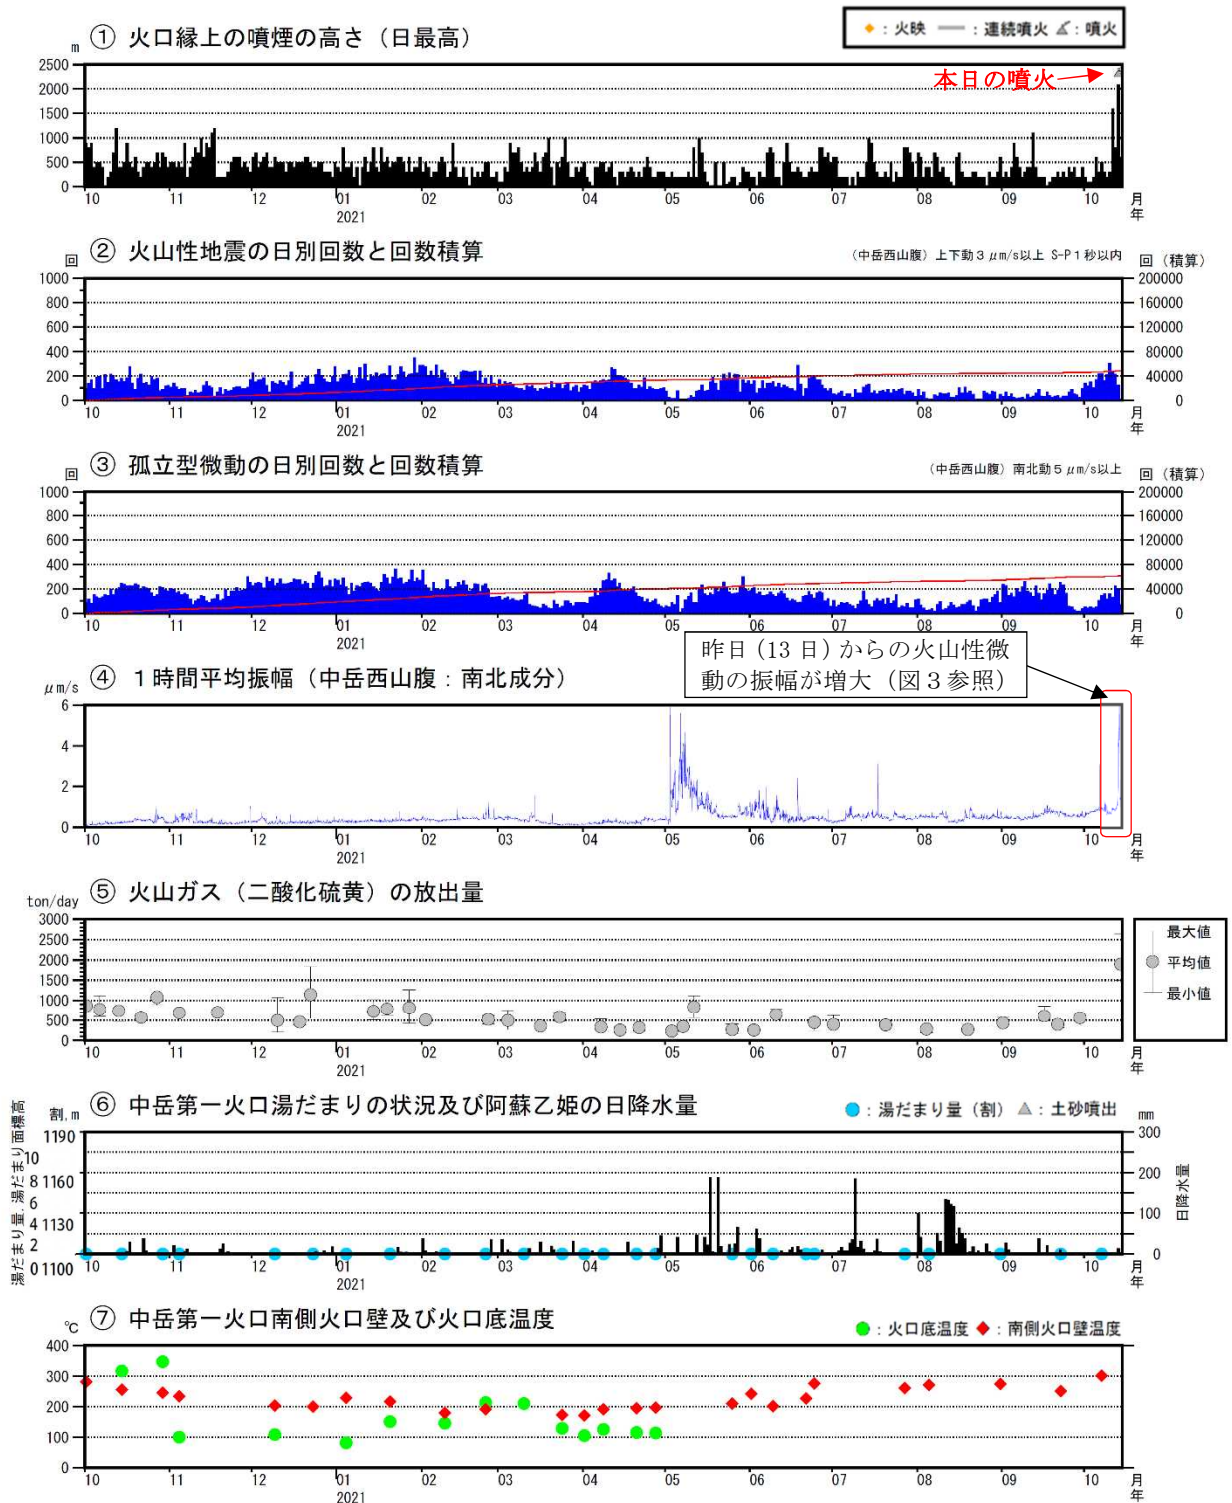 ① 火口縁上の噴煙の高さ（日最高）
◆：火映 ━：連続噴火 ：噴火
m
2500
2000
1500
1000
500
0
本日の噴火
10 11 12 01 02 03 04 05 06 07 08 09 10 月
2021 年
② 火山性地震の日別回数と回数積算
（中岳西山腹）上下動３μm/s以上 S-P１秒以内
回 回（積算）
1000 200000
800 160000
600 120000
400 80000
200 40000
0 0
10 11 12 01 02 03 04 05 06 07 08 09 10 月
2021 年
③ 孤立型微動の日別回数と回数積算
（中岳西山腹）南北動５μm/s以上
回 回（積算）
1000 200000
800 160000
600 120000
400 80000
200 40000
0 0
10 11 12 01 02 03 04 05 06 07 08 09 10 月
2021 年
昨日（13 日）からの火山性微
動の振幅が増大（図３参照）
④ １時間平均振幅（中岳西山腹：南北成分）
μm/s
6
4
2
0
10 11 12 01 02 03 04 05 06 07 08 09 10 月
2021 年
⑤ 火山ガス（二酸化硫黄）の放出量
ton/day
3000
2500
2000
1500
1000
500
0
最大値
平均値
最小値
10 11 12 01 02 03 04 05 06 07 08 09 10 月
2021 年
⑥ 中岳第一火口湯だまりの状況及び阿蘇乙姫の日降水量
●：湯だまり量（割） ▲：土砂噴出
湯だまり量，湯だまり面標高
割，m mm
1190 300
10
8 1160 200
6
4 1130 100
2
0 1100 0
日降水量
10 11 12 01 02 03 04 05 06 07 08 09 10 月
2021 年
⑦ 中岳第一火口南側火口壁及び火口底温度
●：火口底温度 ◆：南側火口壁温度
℃
400
300
200
100
0
10 11 12 01 02 03 04 05 06 07 08 09 10 月
2021 年